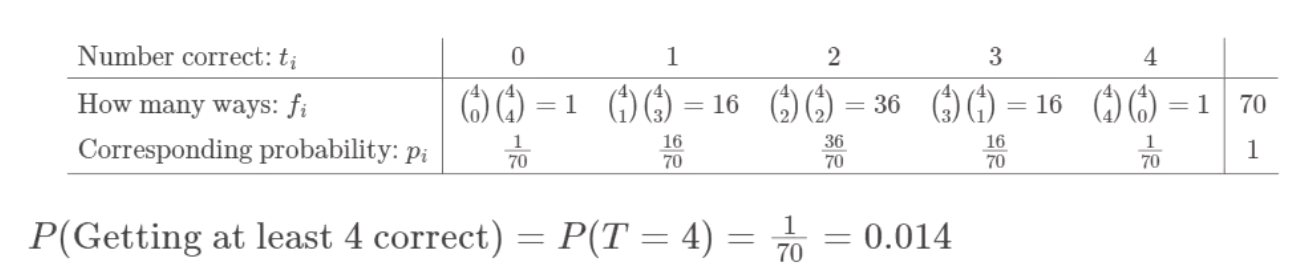 Number correct: tᵢ 0 1 2 3 4
How many ways: fᵢ (4 0)(4 4) = 1 (4 1)(4 3) = 16 (4 2)(4 2) = 36 (4 3)(4 1) = 16 (4 4)(4 0) = 1 70
Corresponding probability: pᵢ 1/70 16/70 36/70 16/70 1/70 1
P(Getting at least 4 correct) = P(T = 4) = 1/70 = 0.014